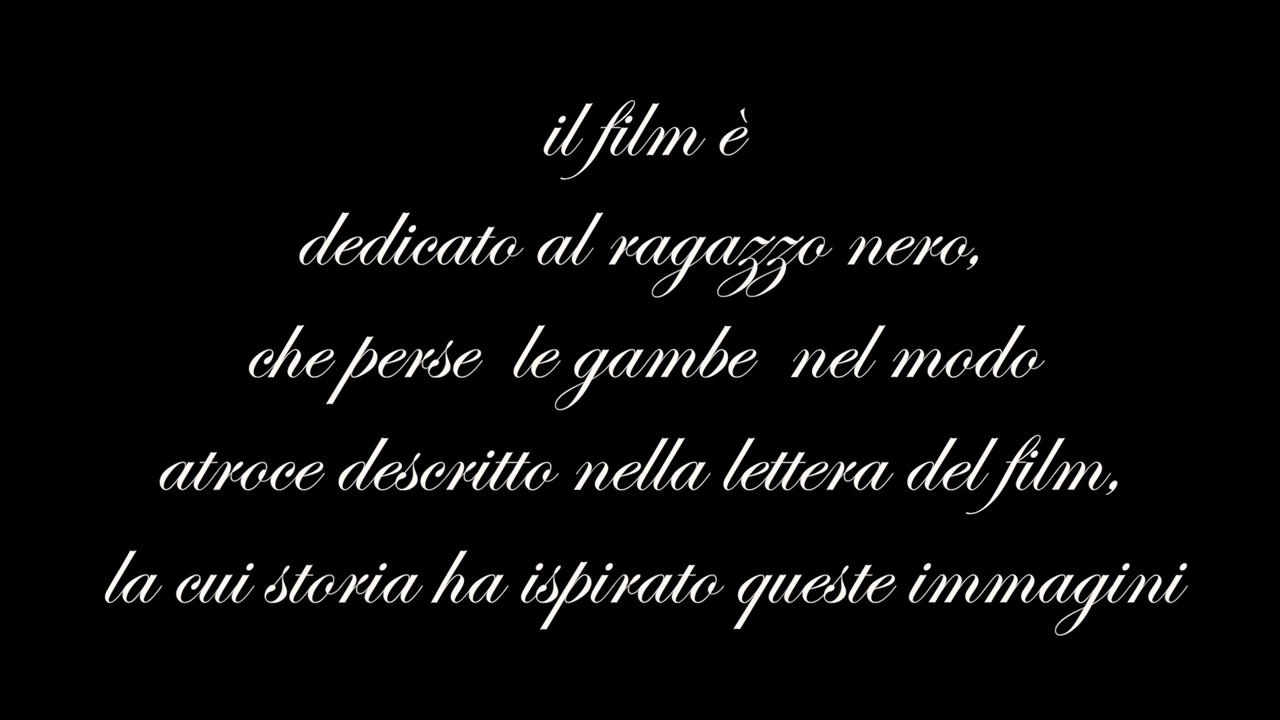 il film è
dedicato al ragazzo nero,
che perse le gambe nel modo
atroce descritto nella lettera del film,
la cui storia ha ispirato queste immagini